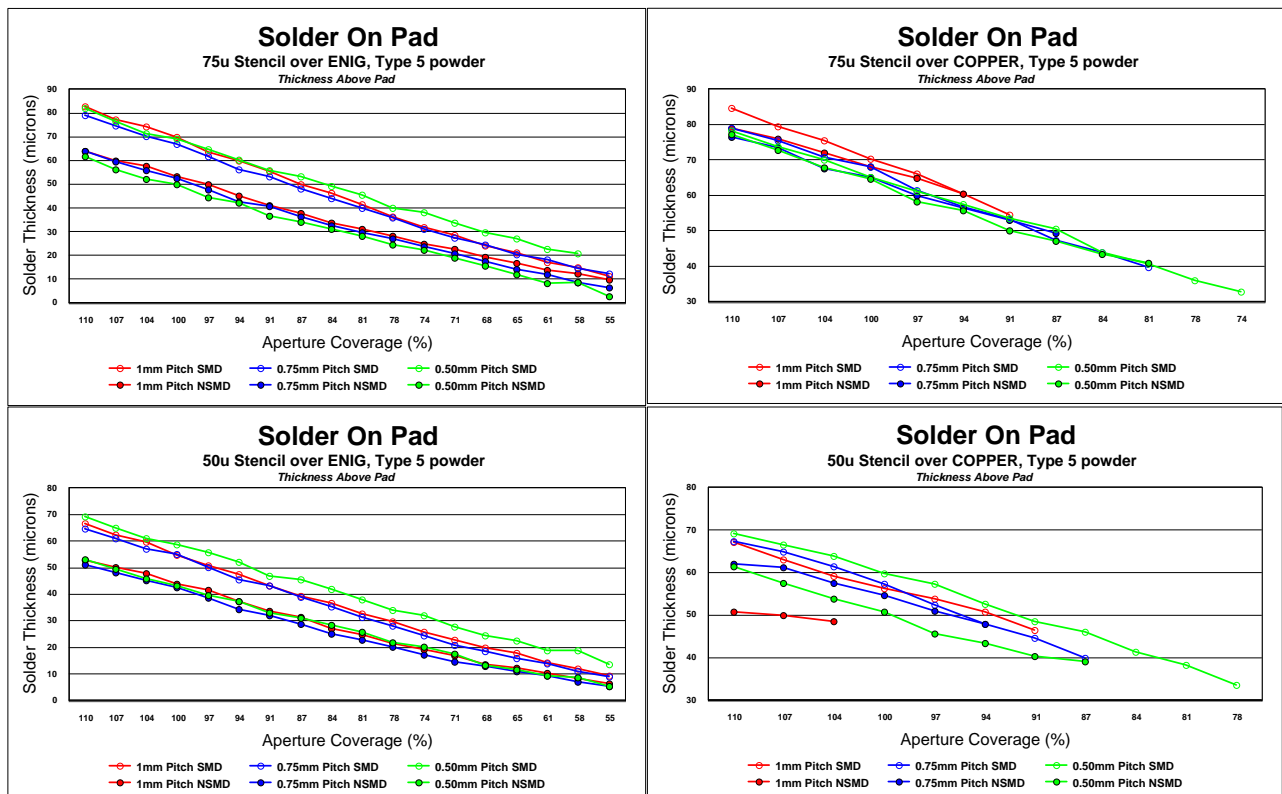 Solder On Pad
75u Stencil over ENIG, Type 5 powder
Thickness Above Pad
Solder Thickness (microns)
90
80
70
60
50
40
30
20
10
0
110 107 104 100 97 94 91 87 84 81 78 74 71 68 65 61 58 55
Aperture Coverage (%)
1mm Pitch SMD 0.75mm Pitch SMD 0.50mm Pitch SMD
1mm Pitch NSMD 0.75mm Pitch NSMD 0.50mm Pitch NSMD
Solder On Pad
75u Stencil over COPPER, Type 5 powder
Thickness Above Pad
Solder Thickness (microns)
90
80
70
60
50
40
30
110 107 104 100 97 94 91 87 84 81 78 74
Aperture Coverage (%)
1mm Pitch SMD 0.75mm Pitch SMD 0.50mm Pitch SMD
1mm Pitch NSMD 0.75mm Pitch NSMD 0.50mm Pitch NSMD
Solder On Pad
50u Stencil over ENIG, Type 5 powder
Thickness Above Pad
Solder Thickness (microns)
80
70
60
50
40
30
20
10
0
110 107 104 100 97 94 91 87 84 81 78 74 71 68 65 61 58 55
Aperture Coverage (%)
1mm Pitch SMD 0.75mm Pitch SMD 0.50mm Pitch SMD
1mm Pitch NSMD 0.75mm Pitch NSMD 0.50mm Pitch NSMD
Solder On Pad
50u Stencil over COPPER, Type 5 powder
Thickness Above Pad
Solder Thickness (microns)
80
70
60
50
40
30
110 107 104 100 97 94 91 87 84 81 78
Aperture Coverage (%)
1mm Pitch SMD 0.75mm Pitch SMD 0.50mm Pitch SMD
1mm Pitch NSMD 0.75mm Pitch NSMD 0.50mm Pitch NSMD